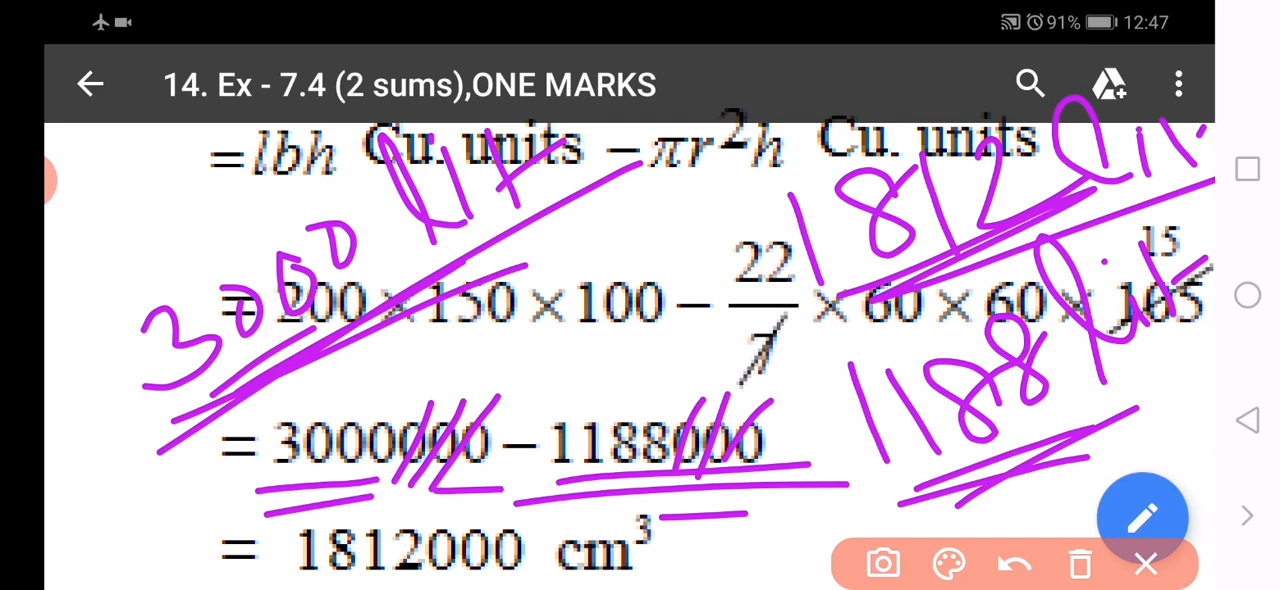 91% 12:47
14. Ex - 7.4 (2 sums),ONE MARKS
= lbh Cu. units − πr²h Cu. units
3000 lit
1812 lit.
= 200 × 150 × 100 − 22/7 × 60 × 60 × 105 15
1188 lit
= 3000000 − 1188000
= 1812000 cm³